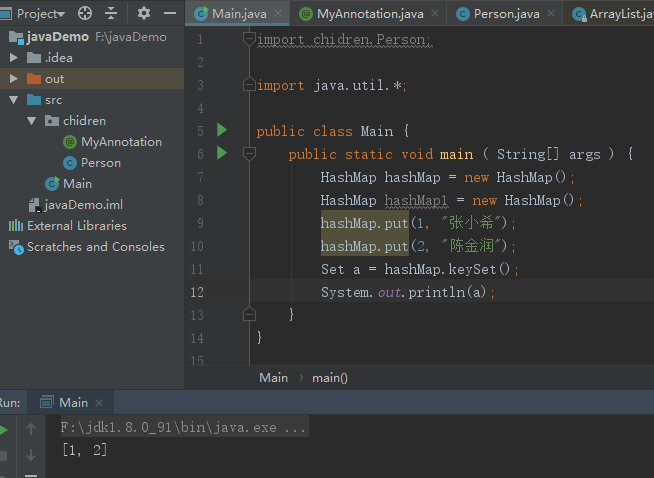 Project
Main.java × MyAnnotation.java × Person.java × ArrayList.ja
javaDemo F:\javaDemo
.idea
out
src
chidren
MyAnnotation
Person
Main
javaDemo.iml
External Libraries
Scratches and Consoles
1 import chidren.Person;
2
3 import java.util.*;
4
5 public class Main {
6 public static void main ( String[] args ) {
7 HashMap hashMap = new HashMap();
8 HashMap hashMap1 = new HashMap();
9 hashMap.put(1, "张小希");
10 hashMap.put(2, "陈金润");
11 Set a = hashMap.keySet();
12 System.out.println(a);
13 }
14 }
15
Main › main()
Run: Main ×
F:\jdk1.8.0_91\bin\java.exe ...
[1, 2]